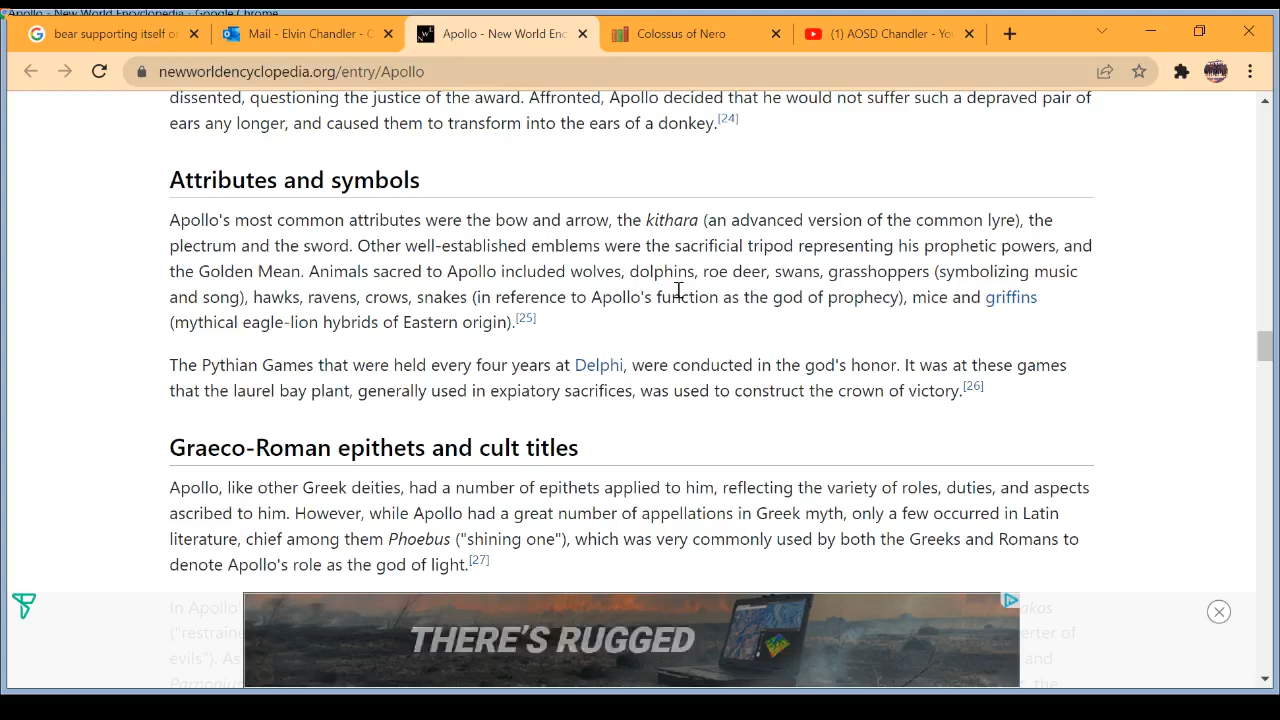 Apollo - New World Encyclopedia - Google Chrome
bear supporting itself or
Mail - Elvin Chandler - O
Apollo - New World Enc
Colossus of Nero
(1) AOSD Chandler - Yo
newworldencyclopedia.org/entry/Apollo
dissented, questioning the justice of the award. Affronted, Apollo decided that he would not suffer such a depraved pair of
ears any longer, and caused them to transform into the ears of a donkey.[24]
Attributes and symbols
Apollo's most common attributes were the bow and arrow, the kithara (an advanced version of the common lyre), the
plectrum and the sword. Other well-established emblems were the sacrificial tripod representing his prophetic powers, and
the Golden Mean. Animals sacred to Apollo included wolves, dolphins, roe deer, swans, grasshoppers (symbolizing music
and song), hawks, ravens, crows, snakes (in reference to Apollo's function as the god of prophecy), mice and griffins
(mythical eagle-lion hybrids of Eastern origin).[25]
The Pythian Games that were held every four years at Delphi, were conducted in the god's honor. It was at these games
that the laurel bay plant, generally used in expiatory sacrifices, was used to construct the crown of victory.[26]
Graeco-Roman epithets and cult titles
Apollo, like other Greek deities, had a number of epithets applied to him, reflecting the variety of roles, duties, and aspects
ascribed to him. However, while Apollo had a great number of appellations in Greek myth, only a few occurred in Latin
literature, chief among them Phoebus ("shining one"), which was very commonly used by both the Greeks and Romans to
denote Apollo's role as the god of light.[27]
In Apollo'
("restraine
erter of
evils"). As
and
the
THERE'S RUGGED